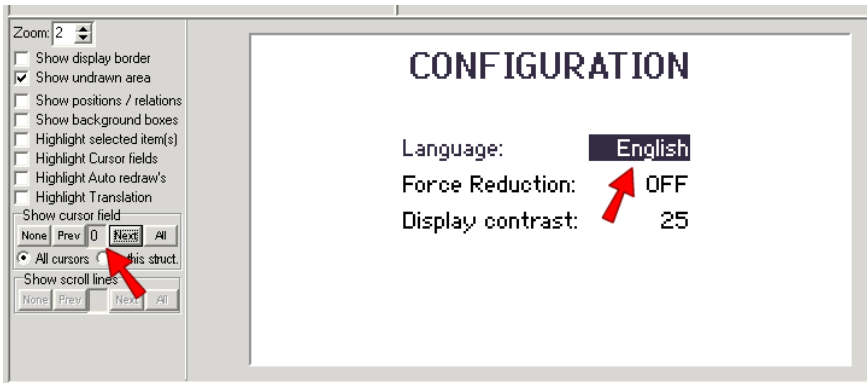 Zoom: 2
Show display border
Show undrawn area
Show positions / relations
Show background boxes
Highlight selected item(s)
Highlight Cursor fields
Highlight Auto redraw's
Highlight Translation
Show cursor field
None Prev 0 Next All
All cursors this struct.
Show scroll lines
None Prev Next All
CONFIGURATION
Language: English
Force Reduction: OFF
Display contrast: 25